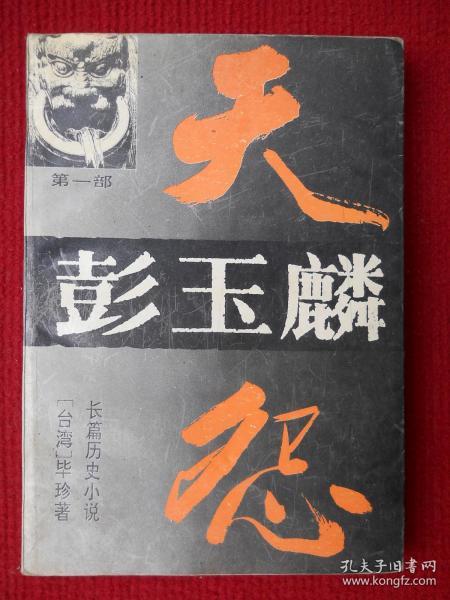 第一部
天怨
彭玉麟
长篇历史小说
[台湾]毕珍著
孔夫子旧书网
www.kongfz.com